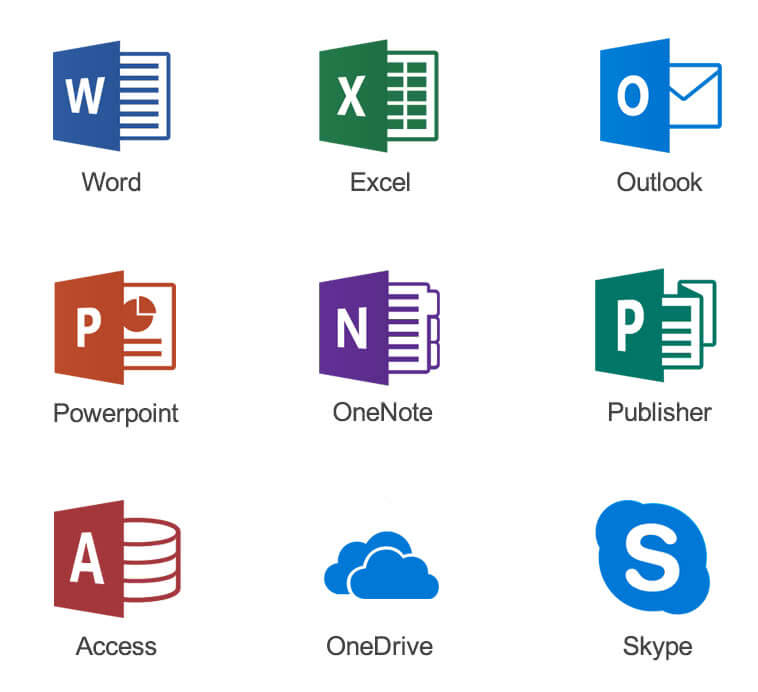 W X O
Word Excel Outlook
P N P
Powerpoint OneNote Publisher
A S
Access OneDrive Skype